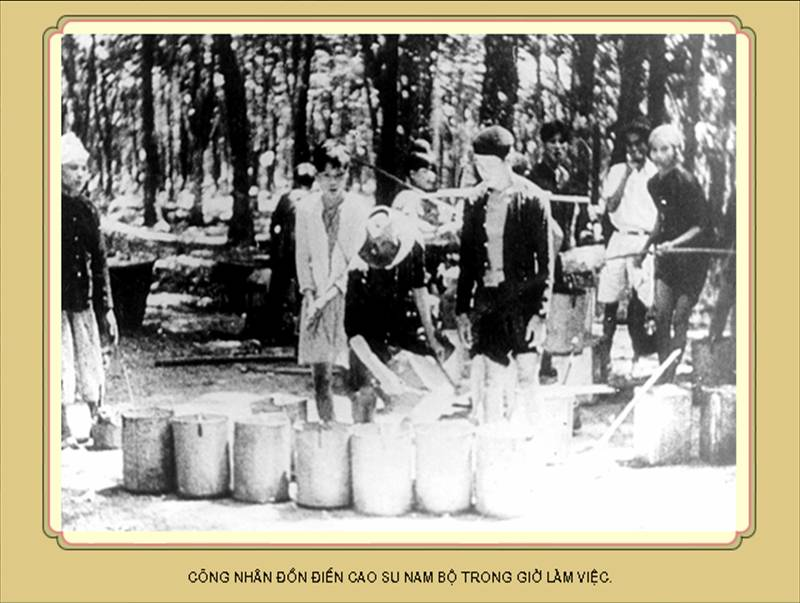 CÔNG NHÂN ĐỒN ĐIỀN CAO SU NAM BỘ TRONG GIỜ LÀM VIỆC.